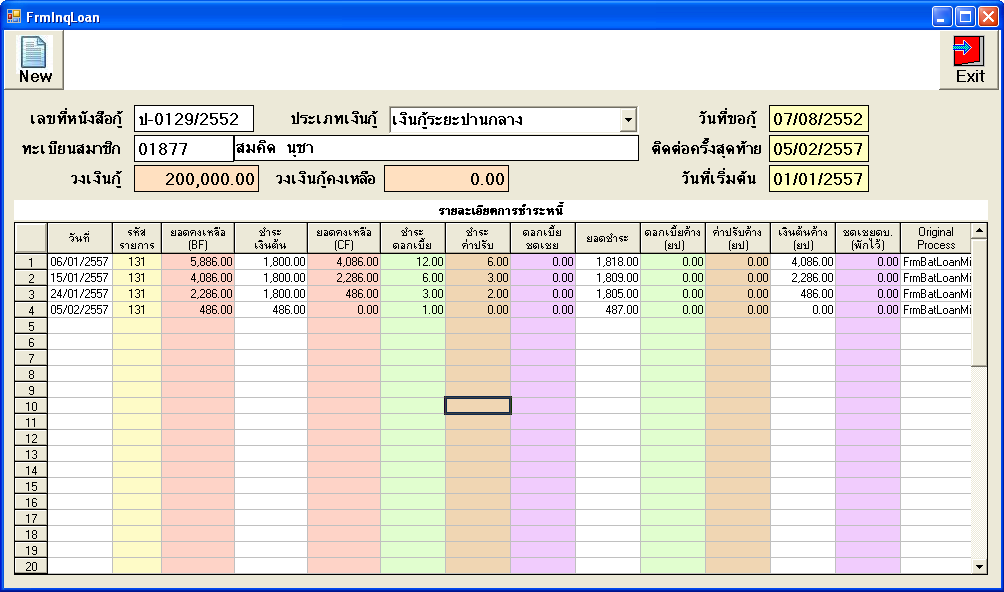 FrmInqLoan
New
Exit
เลขที่หนังสือกู้ ป-0129/2552 ประเภทเงินกู้ เงินกู้ระยะปานกลาง วันที่ขอกู้ 07/08/2552
ทะเบียนสมาชิก 01877 สมคิด นุชา ติดต่อครั้งสุดท้าย 05/02/2557
วงเงินกู้ 200,000.00 วงเงินกู้คงเหลือ 0.00 วันที่เริ่มต้น 01/01/2557
รายละเอียดการชำระหนี้
วันที่ รหัส รายการ ยอดคงเหลือ (BF) ชำระ เงินต้น ยอดคงเหลือ (CF) ชำระ ดอกเบี้ย ชำระ ค่าปรับ ดอกเบี้ย ชดเชย ยอดชำระ ดอกเบี้ยค้าง (ยป) ค่าปรับค้าง (ยป) เงินต้นค้าง (ยป) ชดเชยดบ. (พักไว้) Original Process
1 06/01/2557 131 5,886.00 1,800.00 4,086.00 12.00 6.00 0.00 1,818.00 0.00 0.00 4,086.00 0.00 FrmBatLoanMi
2 15/01/2557 131 4,086.00 1,800.00 2,286.00 6.00 3.00 0.00 1,809.00 0.00 0.00 2,286.00 0.00 FrmBatLoanMi
3 24/01/2557 131 2,286.00 1,800.00 486.00 3.00 2.00 0.00 1,805.00 0.00 0.00 486.00 0.00 FrmBatLoanMi
4 05/02/2557 131 486.00 486.00 0.00 1.00 0.00 0.00 487.00 0.00 0.00 0.00 0.00 FrmBatLoanMi
5
6
7
8
9
10
11
12
13
14
15
16
17
18
19
20